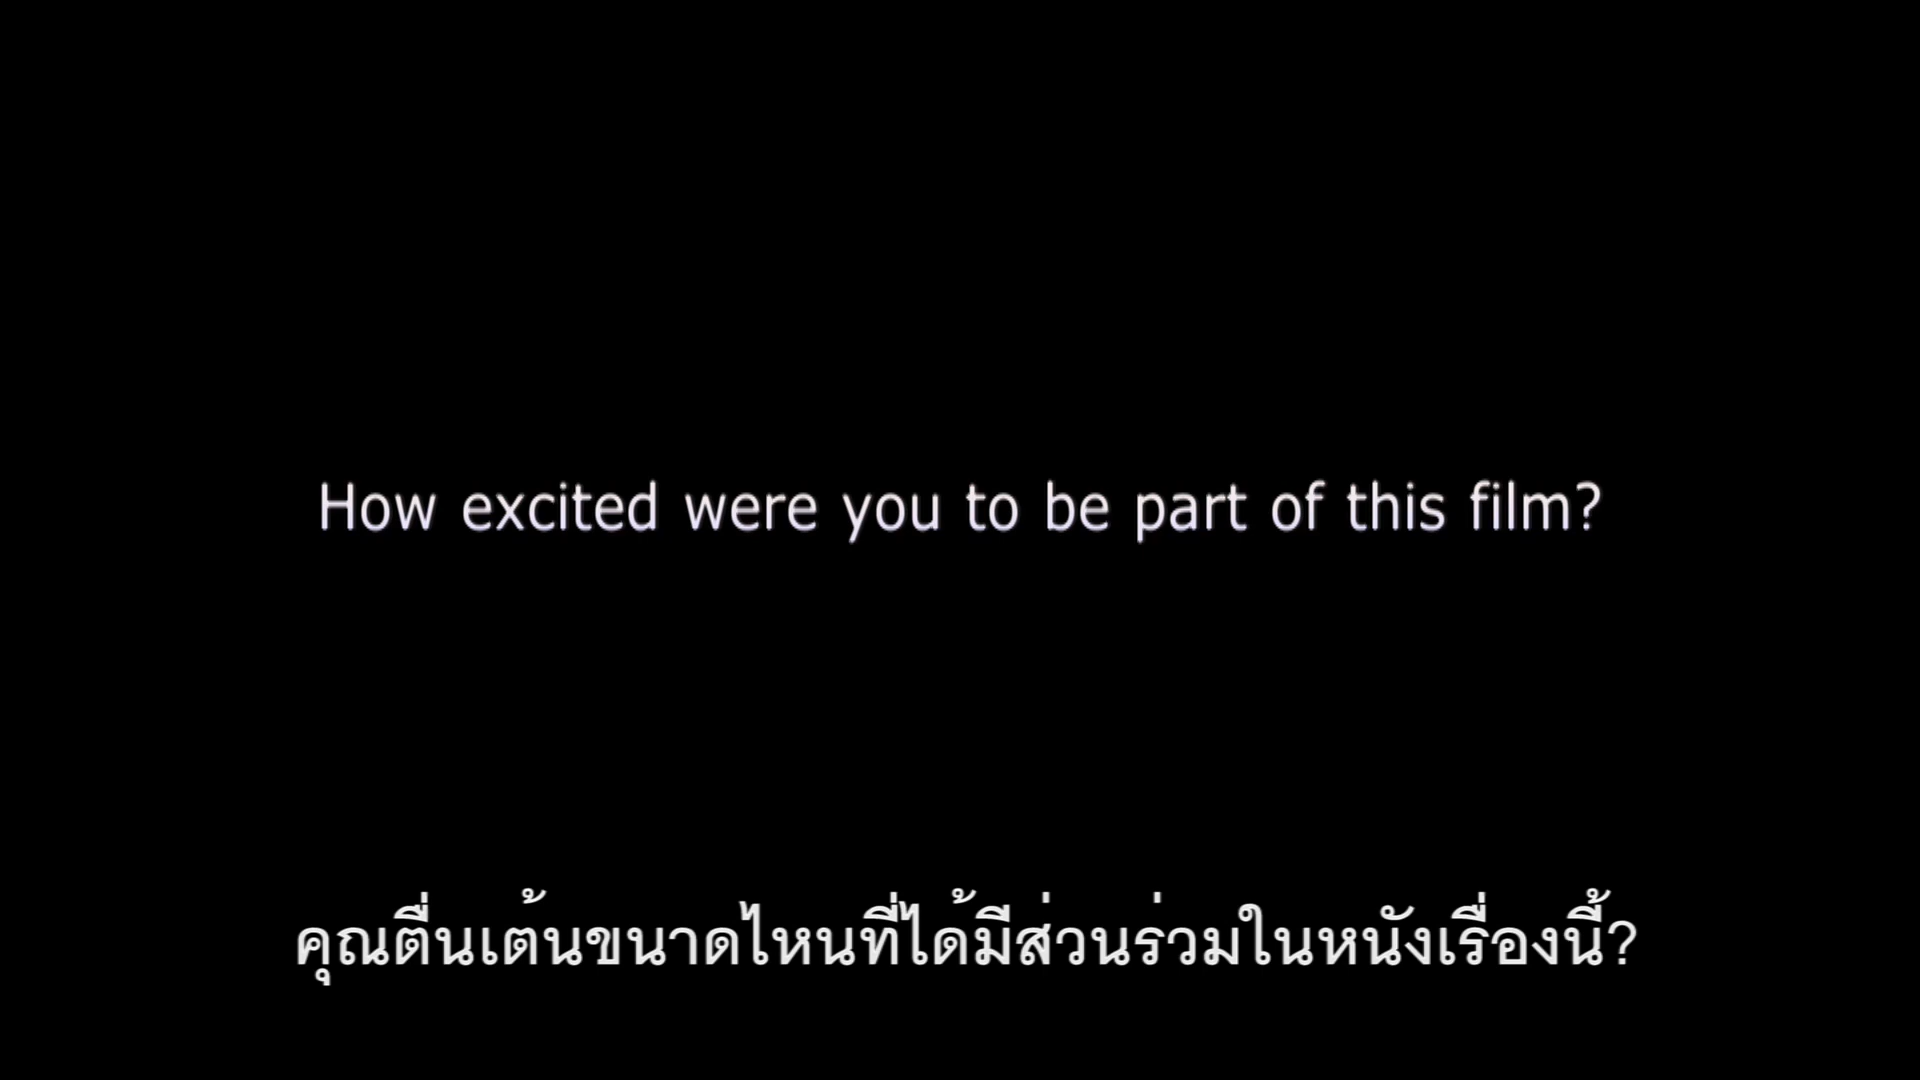 How excited were you to be part of this film?
คุณตื่นเต้นขนาดไหนที่ได้มีส่วนร่วมในหนังเรื่องนี้?